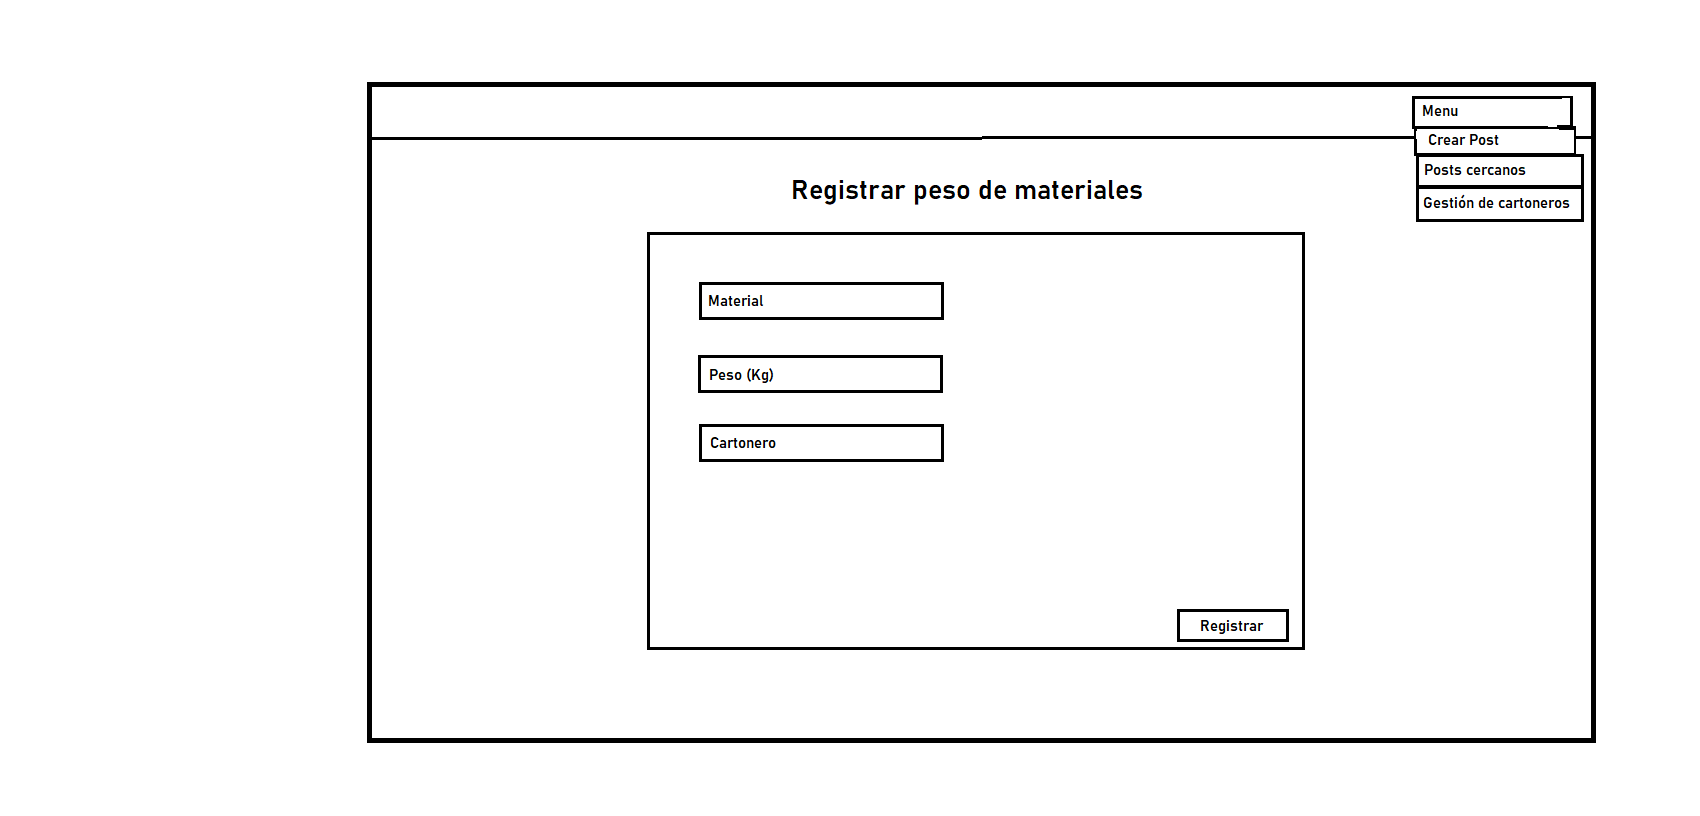 Menu
Crear Post
Posts cercanos
Gestión de cartoneros
Registrar peso de materiales
Material
Peso (Kg)
Cartonero
Registrar